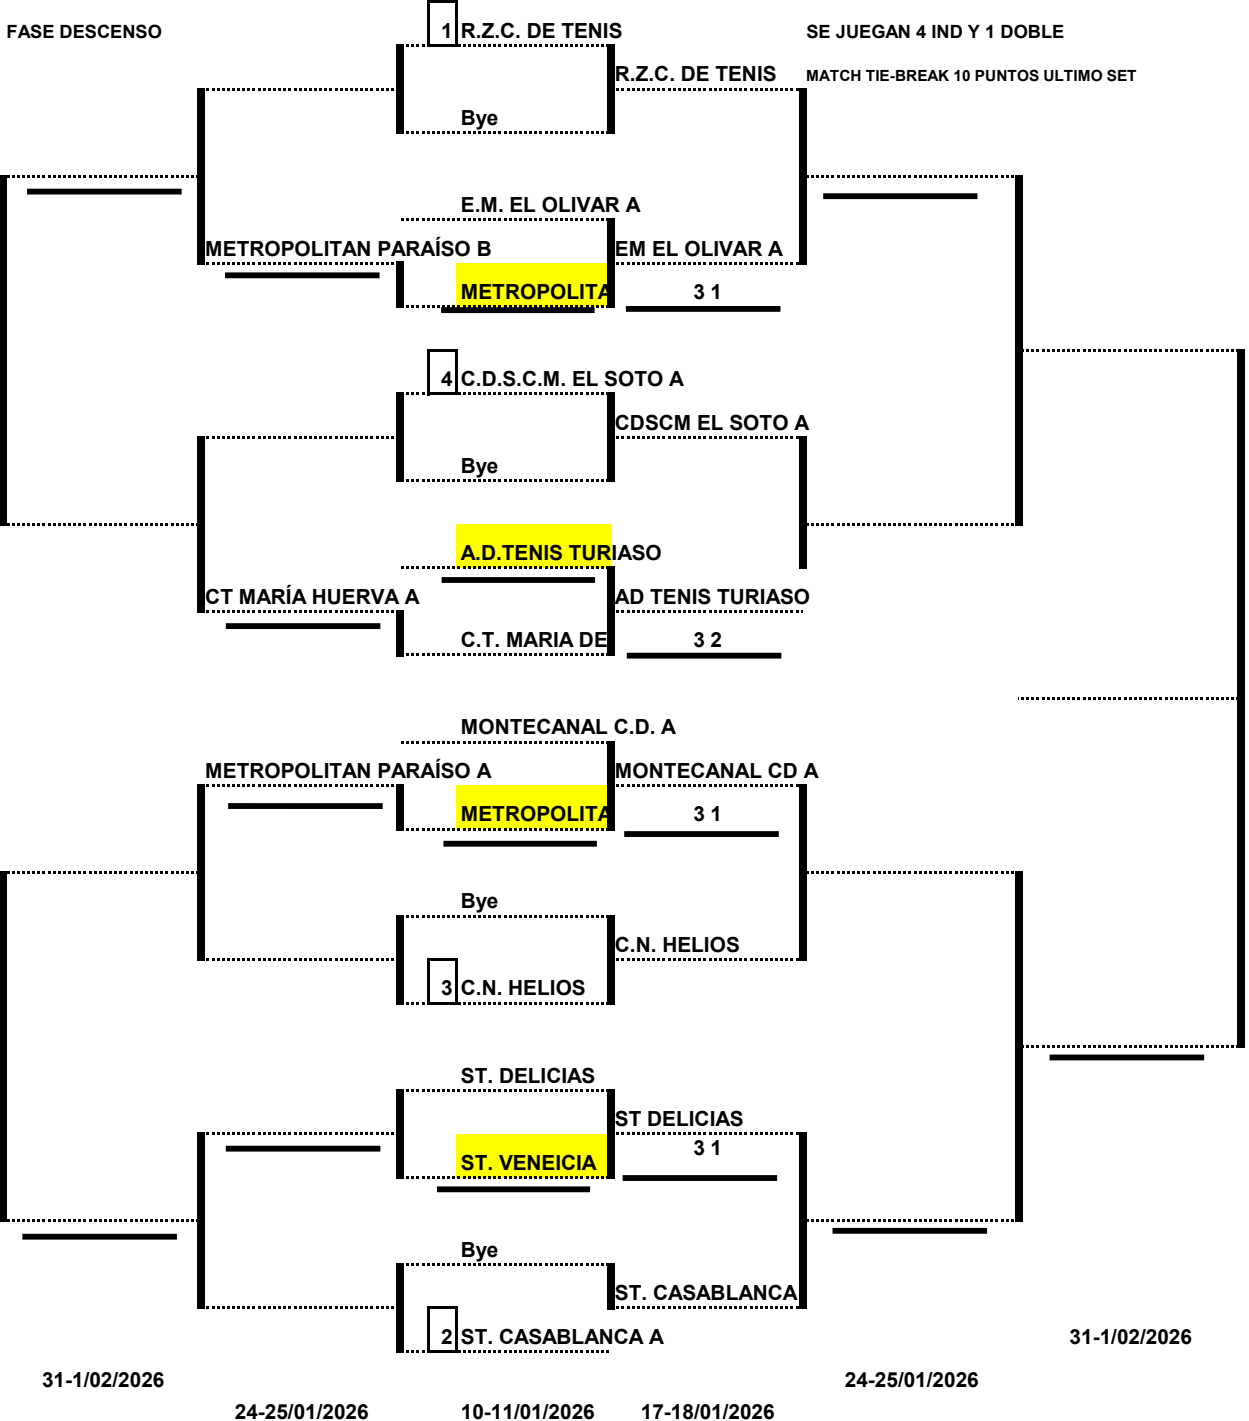 FASE DESCENSO
1 R.Z.C. DE TENIS
SE JUEGAN 4 IND Y 1 DOBLE
R.Z.C. DE TENIS
MATCH TIE-BREAK 10 PUNTOS ULTIMO SET
Bye
E.M. EL OLIVAR A
METROPOLITAN PARAÍSO B
EM EL OLIVAR A
METROPOLITA
3 1
4 C.D.S.C.M. EL SOTO A
CDSCM EL SOTO A
Bye
A.D.TENIS TURIASO
CT MARÍA HUERVA A
AD TENIS TURIASO
C.T. MARIA DE
3 2
MONTECANAL C.D. A
METROPOLITAN PARAÍSO A
MONTECANAL CD A
METROPOLITA
3 1
Bye
C.N. HELIOS
3 C.N. HELIOS
ST. DELICIAS
ST DELICIAS
3 1
ST. VENEICIA
Bye
ST. CASABLANCA
2 ST. CASABLANCA A
31-1/02/2026
31-1/02/2026
24-25/01/2026
24-25/01/2026
10-11/01/2026
17-18/01/2026